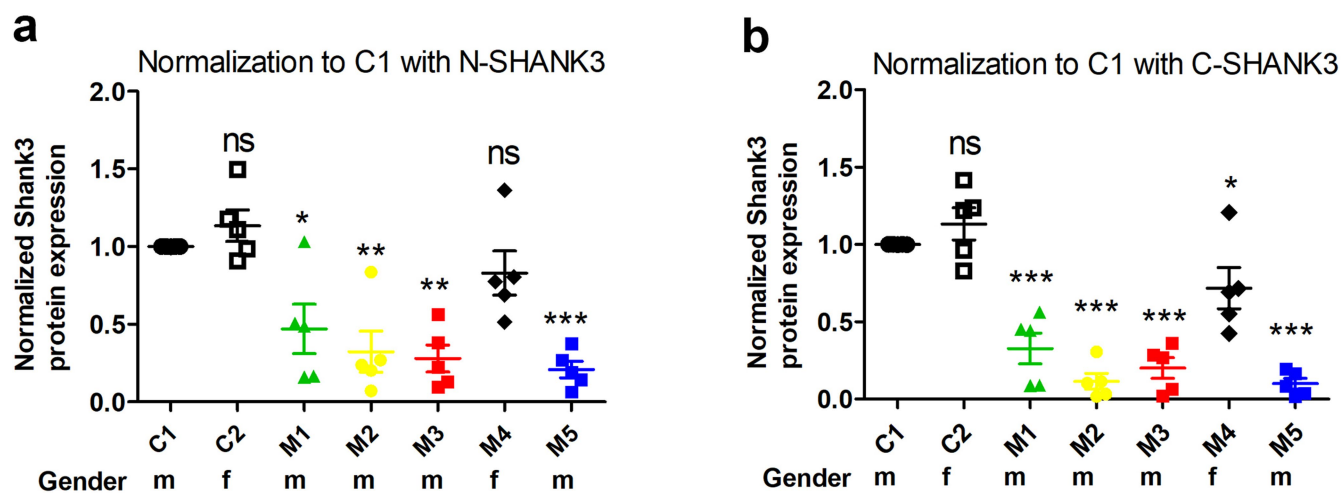 a
Normalization to C1 with N-SHANK3
Normalized Shank3
protein expression
2.0
1.5
1.0
0.5
0.0
ns
*
**
**
ns
***
C1 C2 M1 M2 M3 M4 M5
Gender m f m m m f m
b
Normalization to C1 with C-SHANK3
Normalized Shank3
protein expression
2.0
1.5
1.0
0.5
0.0
ns
***
***
***
*
***
C1 C2 M1 M2 M3 M4 M5
Gender m f m m m f m